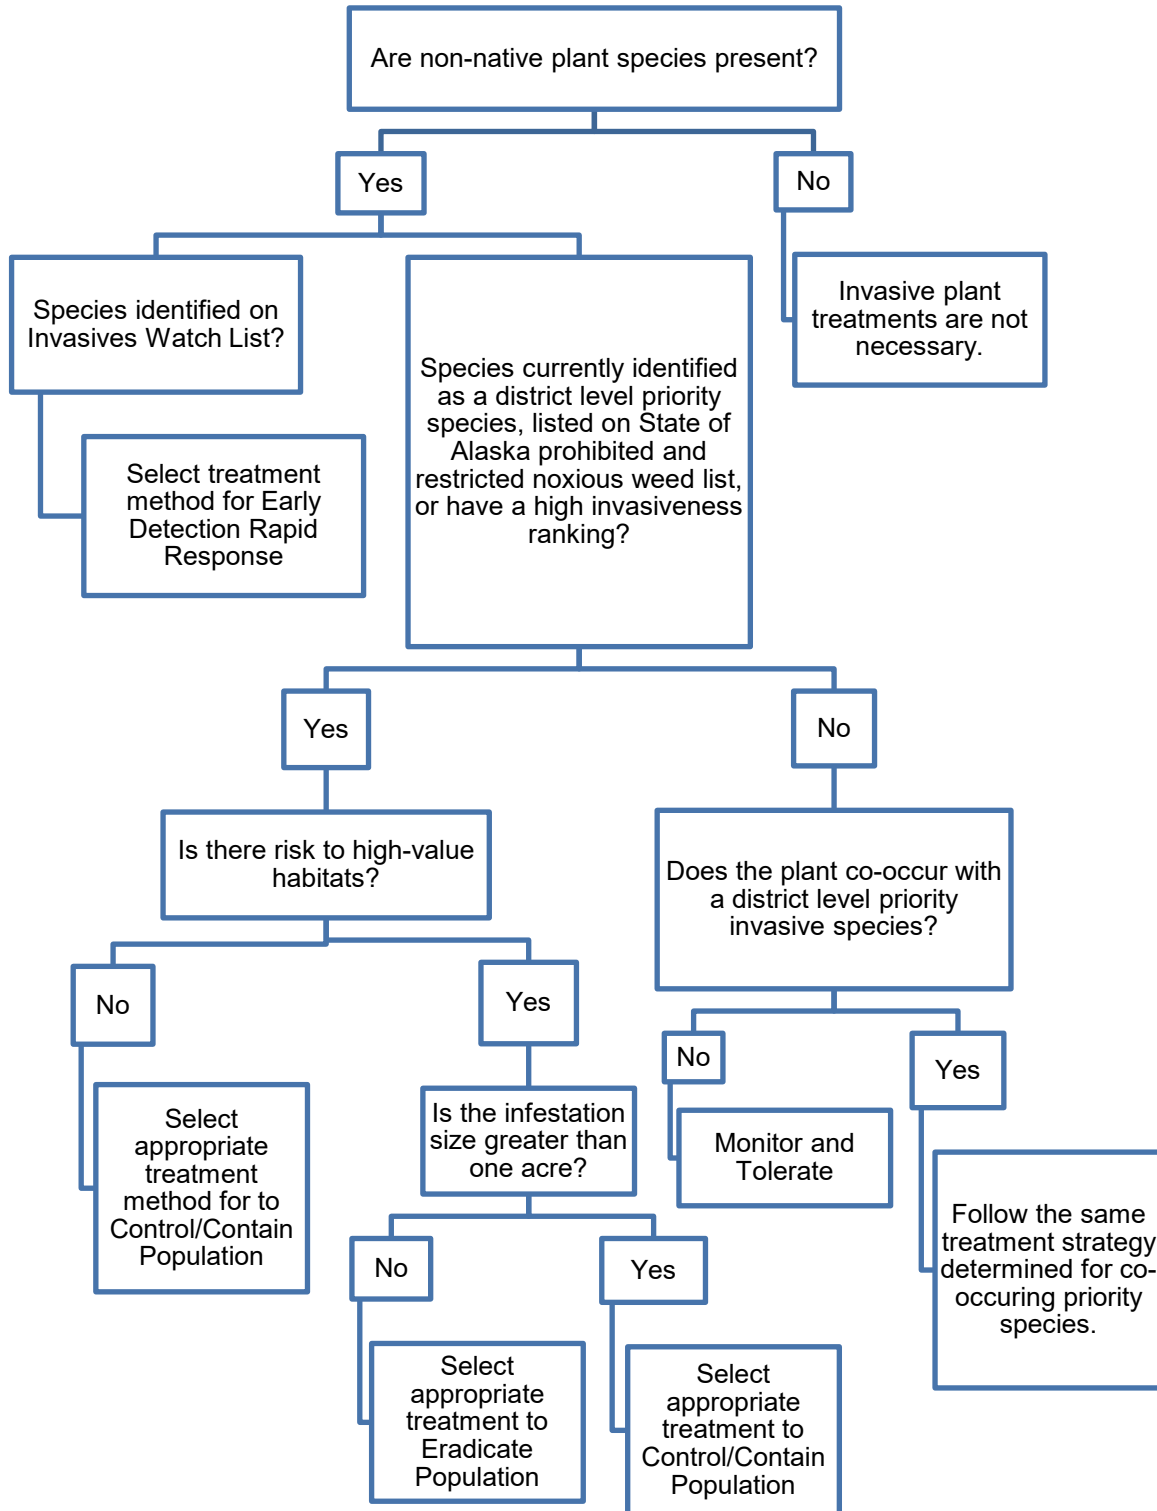 Are non-native plant species present?
Yes
No
Species identified on
Invasives Watch List?
Select treatment
method for Early
Detection Rapid
Response
Species currently identified
as a district level priority
species, listed on State of
Alaska prohibited and
restricted noxious weed list,
or have a high invasiveness
ranking?
Invasive plant
treatments are not
necessary.
Yes
No
Is there risk to high-value
habitats?
Does the plant co-occur with
a district level priority
invasive species?
No
Yes
No
Yes
Select
appropriate
treatment
method for to
Control/Contain
Population
Is the infestation
size greater than
one acre?
Monitor and
Tolerate
Follow the same
treatment strategy
determined for co-
occuring priority
species.
No
Yes
Select
appropriate
treatment to
Eradicate
Population
Select
appropriate
treatment to
Control/Contain
Population